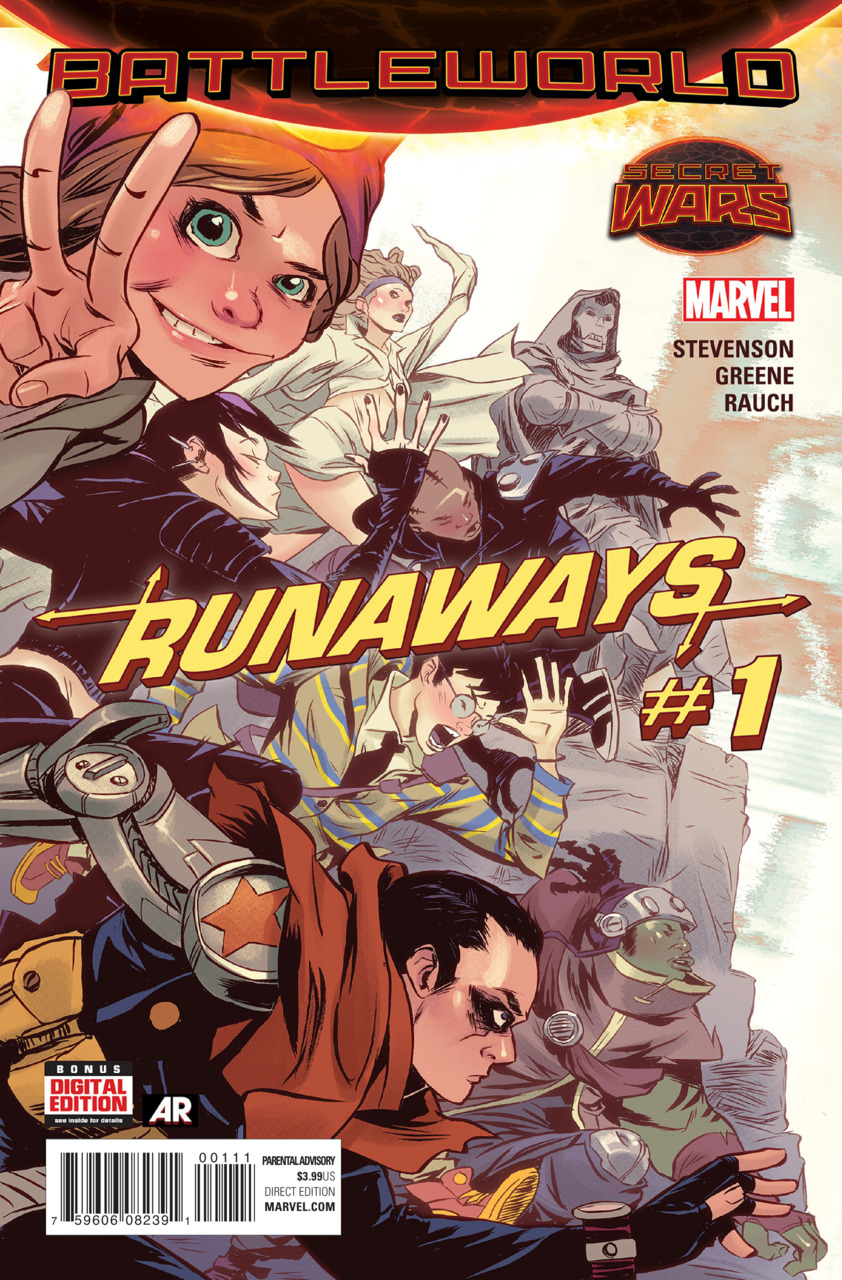 BATTLEWORLD
SECRET
WARS
MARVEL
STEVENSON
GREENE
RAUCH
RUNAWAYS
#1
BONUS
DIGITAL
EDITION
see inside for details
AR
00111
PARENTAL ADVISORY
$3.99US
DIRECT EDITION
MARVEL.COM
7 59606 08239 1